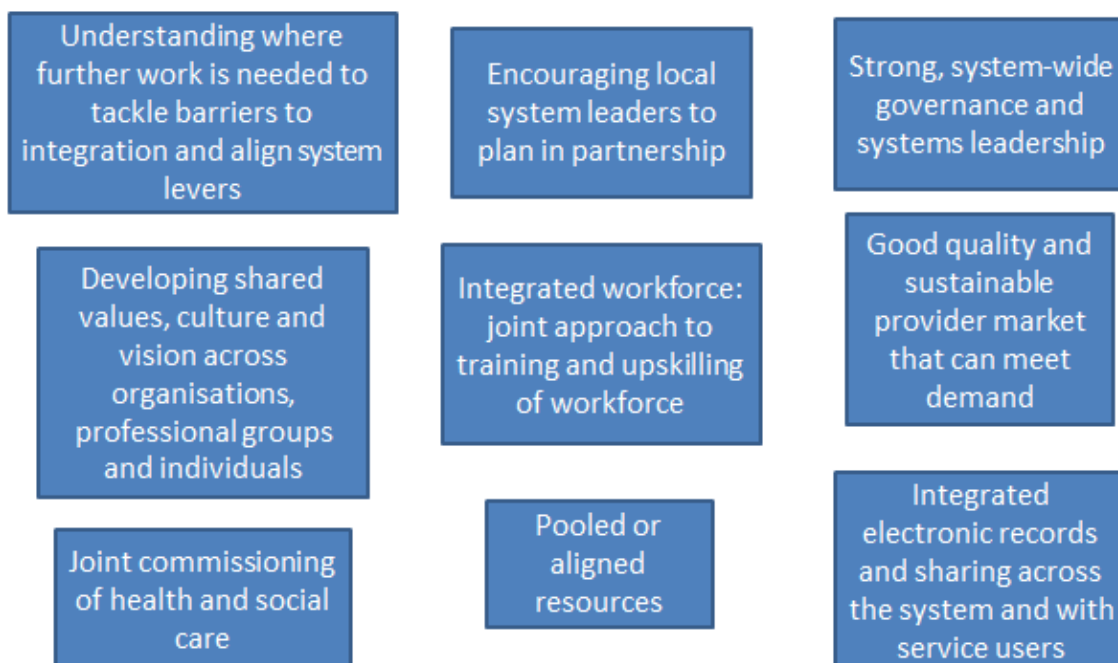 Understanding where
further work is needed to
tackle barriers to
integration and align system
levers
Encouraging local
system leaders to
plan in partnership
Strong, system-wide
governance and
systems leadership
Developing shared
values, culture and
vision across
organisations,
professional groups
and individuals
Integrated workforce:
joint approach to
training and upskilling
of workforce
Good quality and
sustainable
provider market
that can meet
demand
Joint commissioning
of health and social
care
Pooled or
aligned
resources
Integrated
electronic records
and sharing across
the system and with
service users